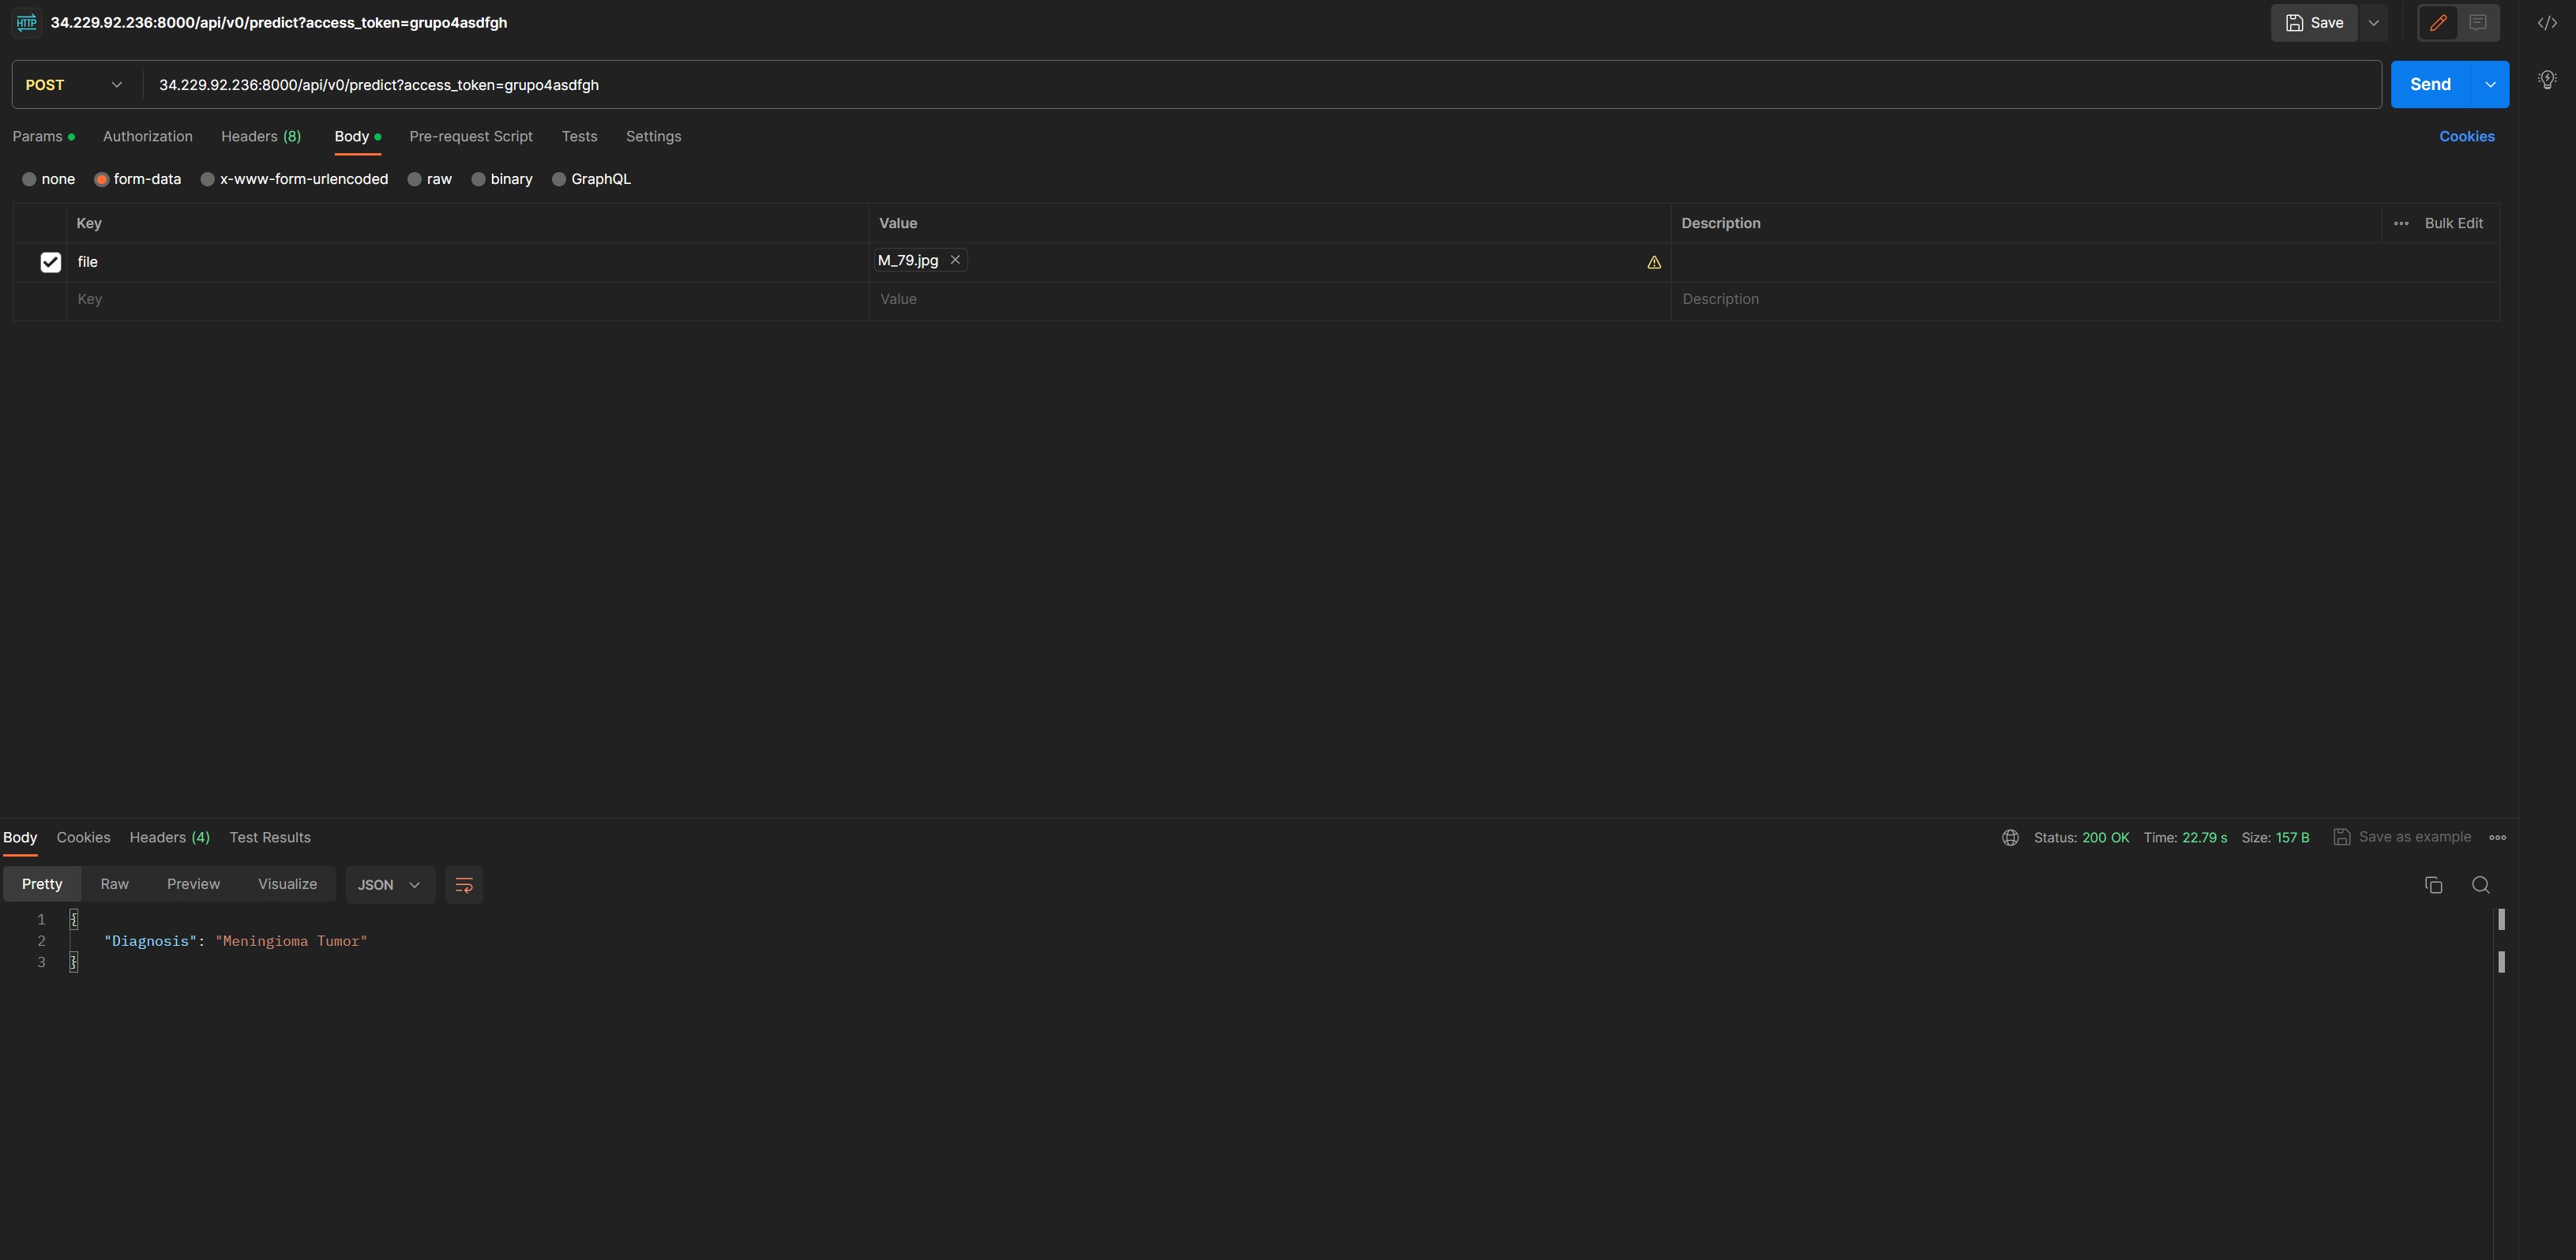 HTTP 34.229.92.236:8000/api/v0/predict?access_token=grupo4asdfgh Save
POST 34.229.92.236:8000/api/v0/predict?access_token=grupo4asdfgh Send
Params Authorization Headers (8) Body Pre-request Script Tests Settings Cookies
none form-data x-www-form-urlencoded raw binary GraphQL
Key Value Description Bulk Edit
file M_79.jpg
Key Value Description
Body Cookies Headers (4) Test Results Status: 200 OK Time: 22.79 s Size: 157 B Save as example
Pretty Raw Preview Visualize JSON
1 {
2 "Diagnosis": "Meningioma Tumor"
3 }